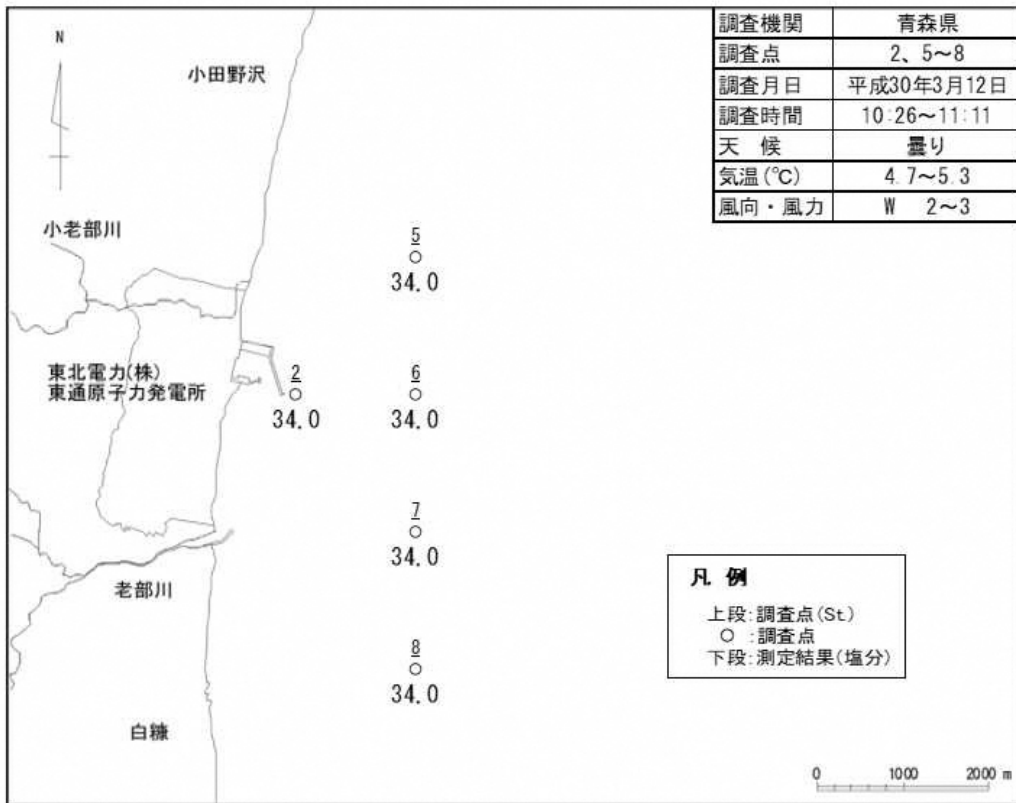 調査機関 青森県
調査点 2、5～8
調査月日 平成30年3月12日
調査時間 10:26～11:11
天 候 曇り
気温(℃) 4.7～5.3
風向・風力 W 2～3
N
小田野沢
小老部川
5
34.0
東北電力(株)
東通原子力発電所
2
34.0
6
34.0
7
34.0
老部川
8
34.0
白糠
凡 例
上段:調査点(St.)
○ :調査点
下段:測定結果(塩分)
0 1000 2000 m